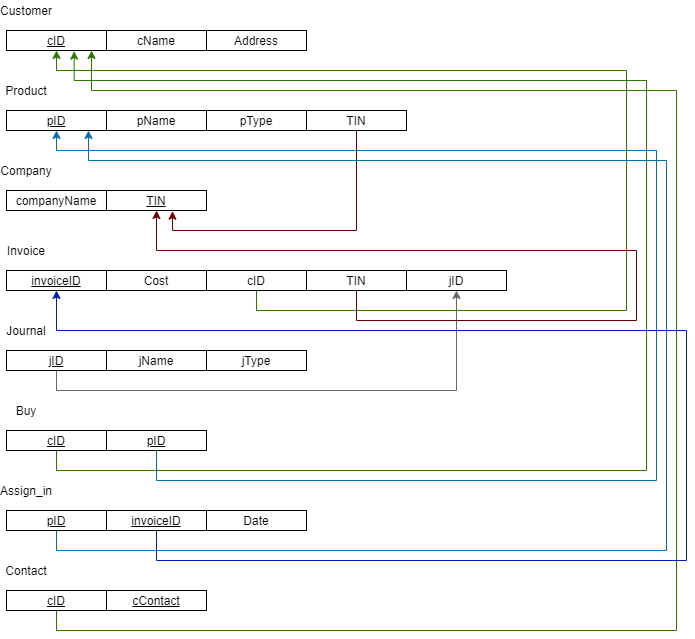 Customer
cID cName Address
Product
pID pName pType TIN
Company
companyName TIN
Invoice
invoiceID Cost cID TIN jID
Journal
jID jName jType
Buy
cID pID
Assign_in
pID invoiceID Date
Contact
cID cContact